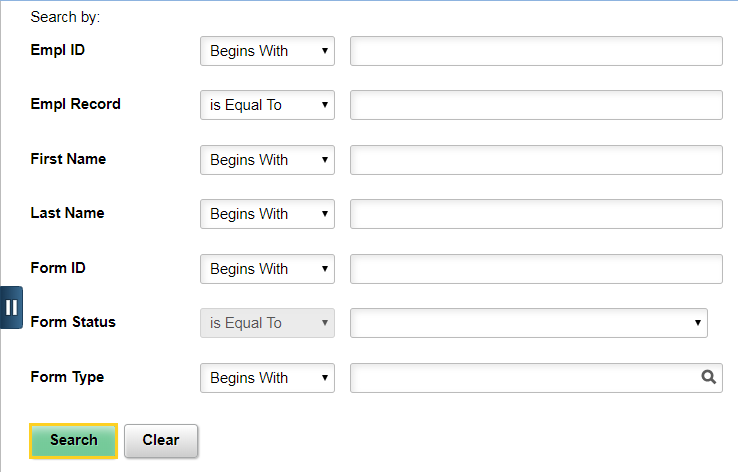 Search by:
Empl ID Begins With
Empl Record is Equal To
First Name Begins With
Last Name Begins With
Form ID Begins With
Form Status is Equal To
Form Type Begins With
Search Clear